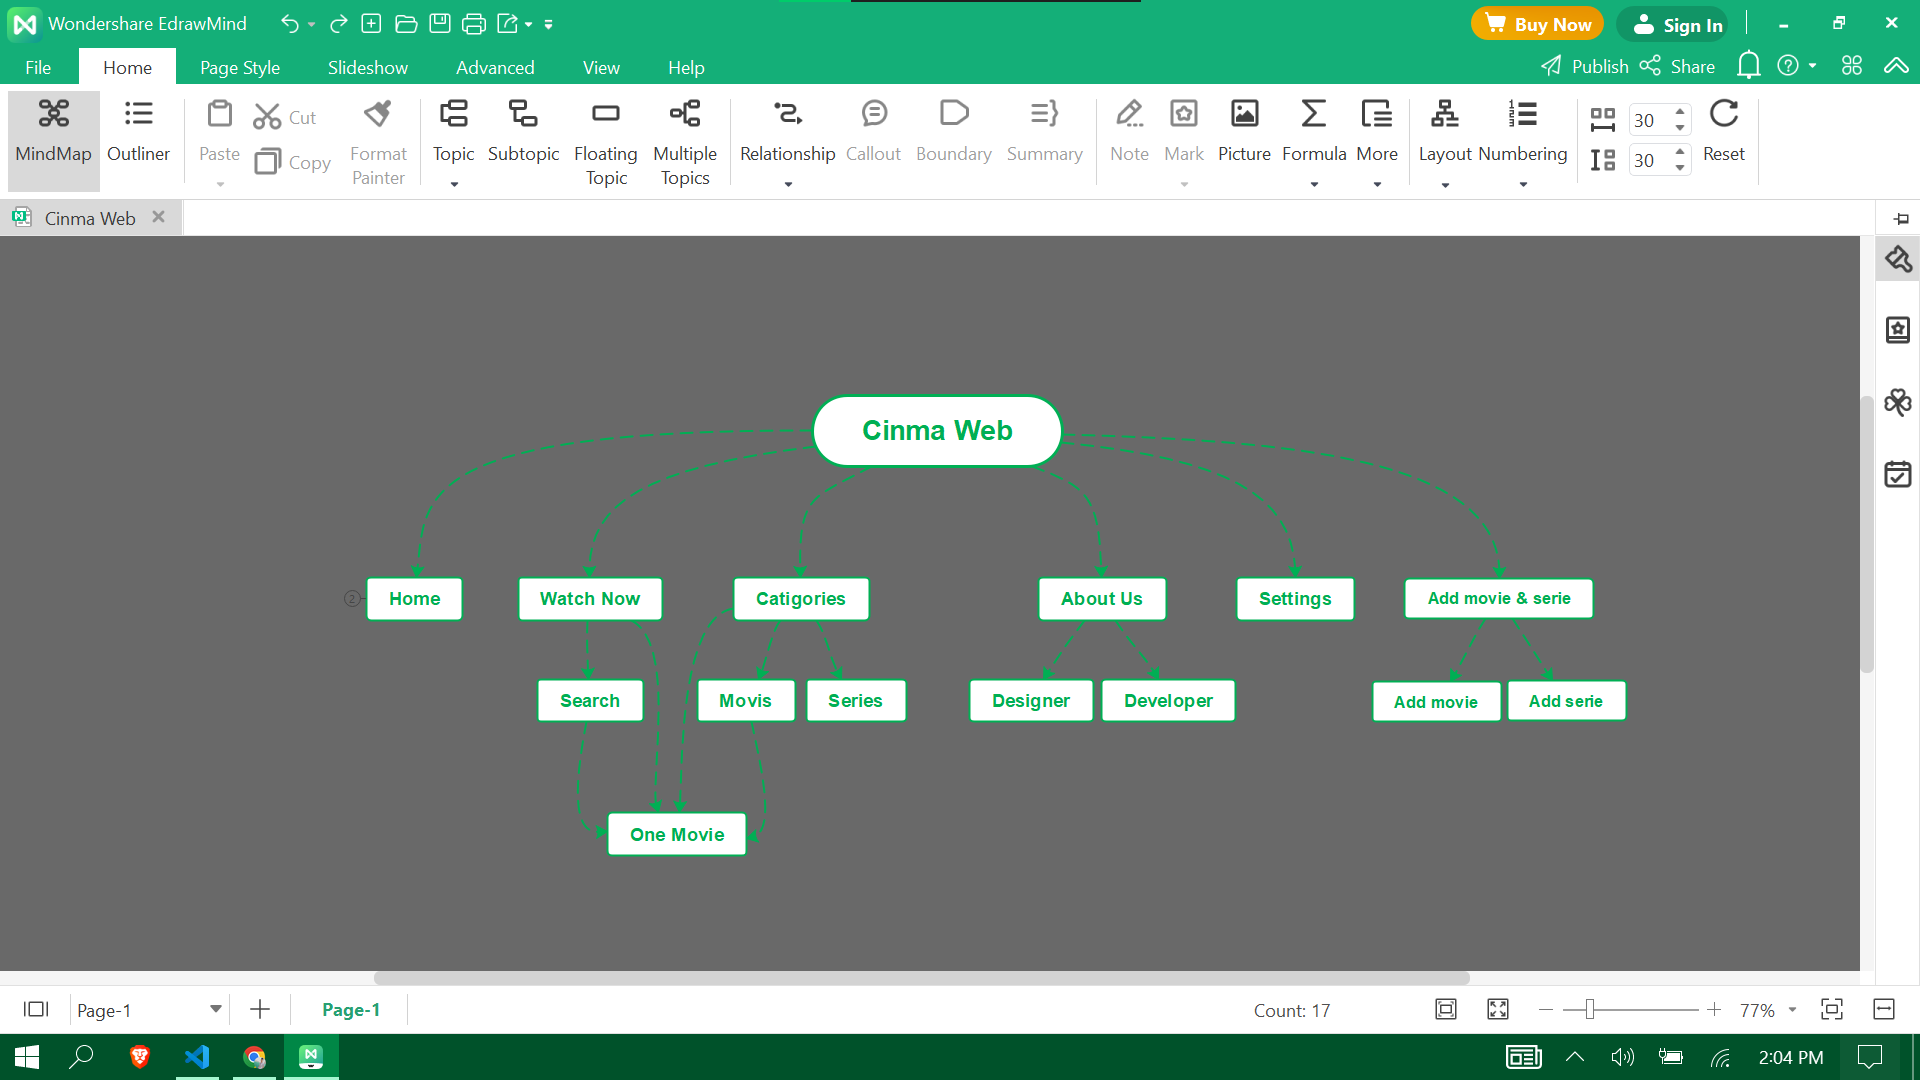 Wondershare EdrawMind
Buy Now
Sign In
File
Home
Page Style
Slideshow
Advanced
View
Help
Publish
Share
MindMap
Outliner
Paste
Cut
Copy
Format
Painter
Topic
Subtopic
Floating
Topic
Multiple
Topics
Relationship
Callout
Boundary
Summary
Note
Mark
Picture
Formula
More
Layout
Numbering
30
30
Reset
Cinma Web
Cinma Web
2
Home
Watch Now
Catigories
About Us
Settings
Add movie & serie
Search
Movis
Series
Designer
Developer
Add movie
Add serie
One Movie
Page-1
Page-1
Count: 17
77%
2:04 PM